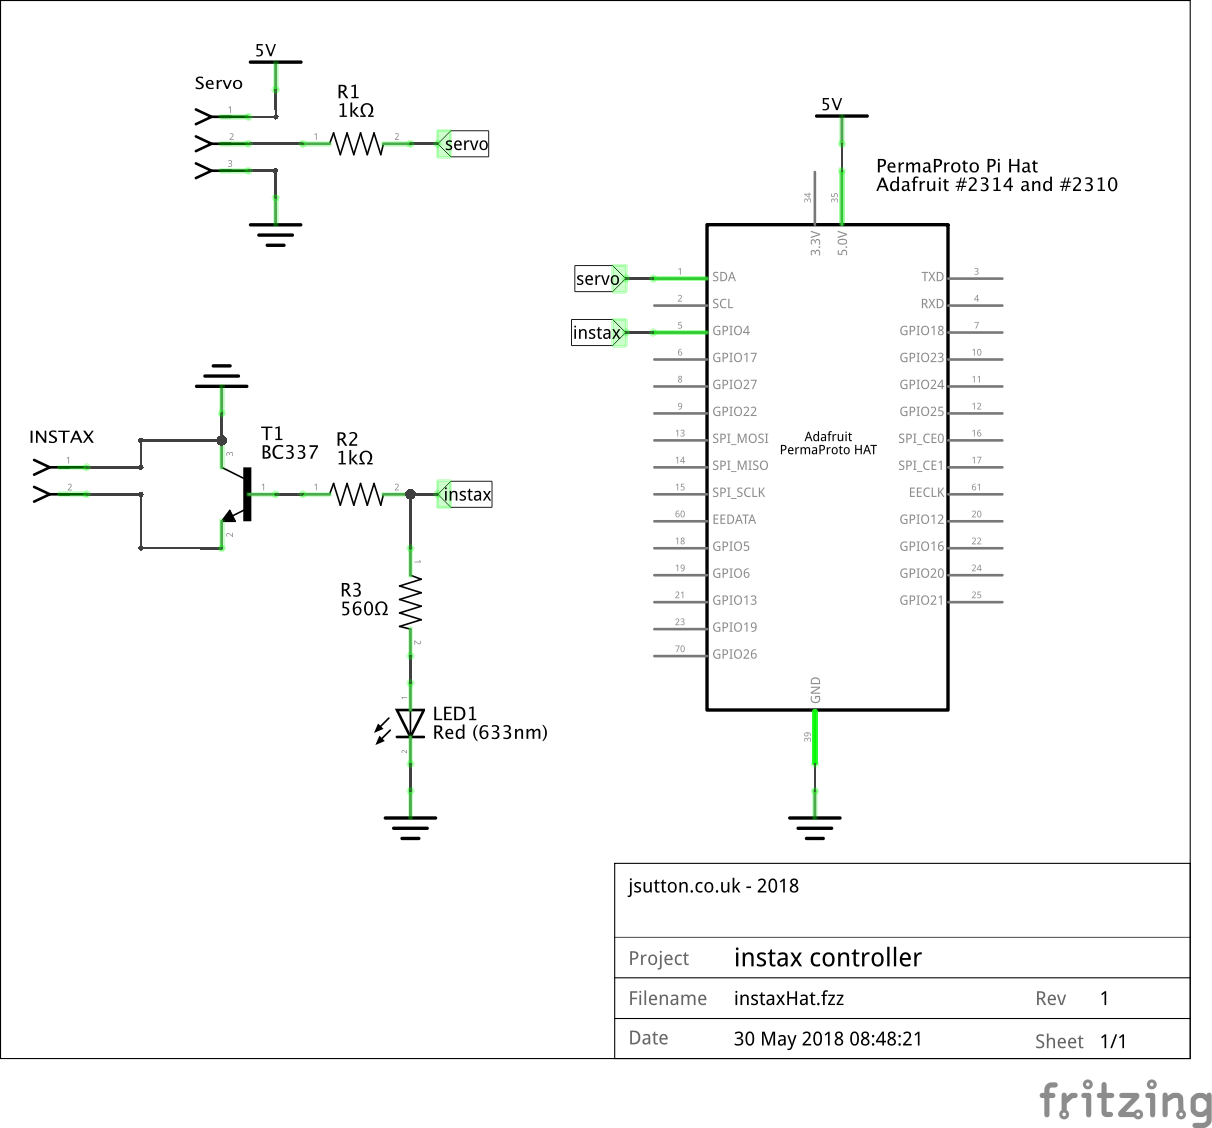 5V
Servo
1
2
3
R1
1kΩ
1 2
servo
5V
PermaProto Pi Hat
Adafruit #2314 and #2310
34 35
3.3V 5.0V
servo
instax
1 SDA TXD 3
2 SCL RXD 4
5 GPIO4 GPIO18 7
6 GPIO17 GPIO23 10
8 GPIO27 GPIO24 11
9 GPIO22 GPIO25 12
13 SPI_MOSI SPI_CE0 16
14 SPI_MISO SPI_CE1 17
15 SPI_SCLK EECLK 61
60 EEDATA GPIO12 20
18 GPIO5 GPIO16 22
19 GPIO6 GPIO20 24
21 GPIO13 GPIO21 25
23 GPIO19
70 GPIO26
Adafruit
PermaProto HAT
GND
39
INSTAX
1
2
T1
BC337
3
1
2
R2
1kΩ
1 2
instax
R3
560Ω
1
2
LED1
Red (633nm)
1
2
jsutton.co.uk - 2018
Project instax controller
Filename instaxHat.fzz Rev 1
Date 30 May 2018 08:48:21 Sheet 1/1
fritzing